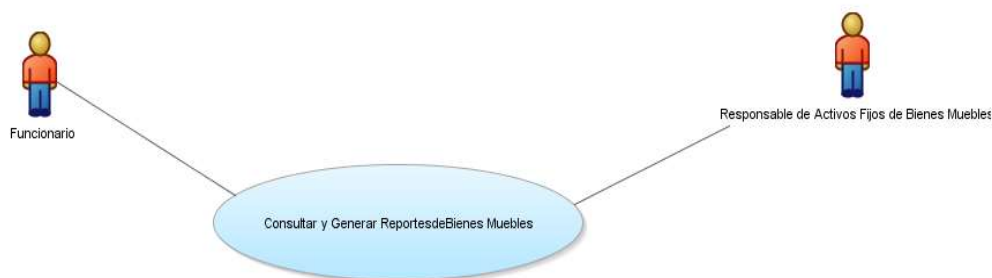 Funcionario
Responsable de Activos Fijos de Bienes Muebles
Consultar y Generar ReportesdeBienes Muebles